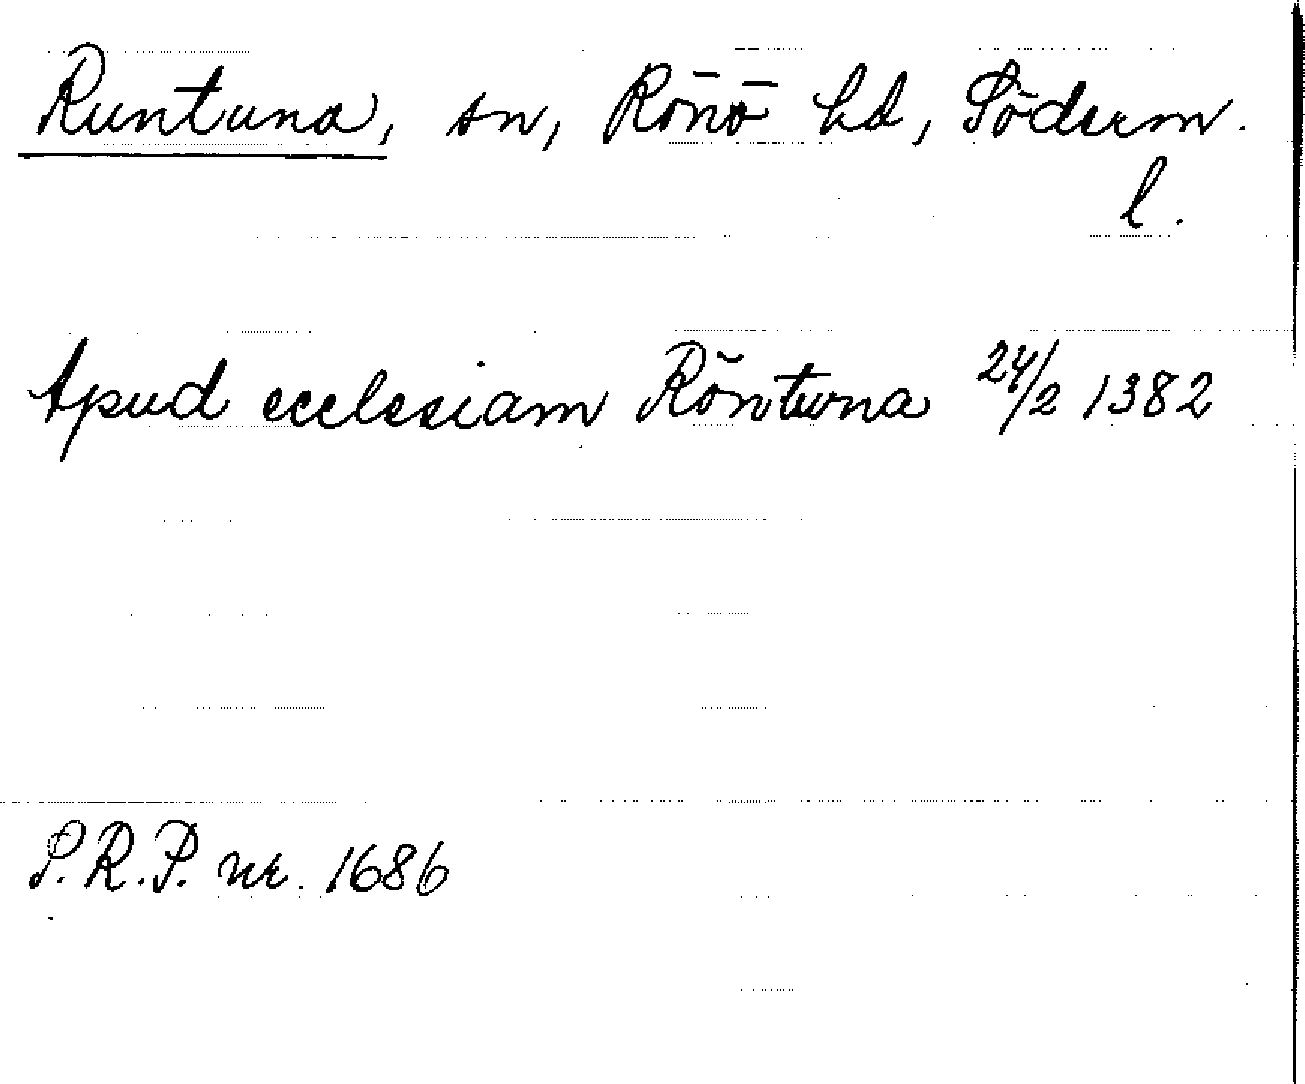 Runtuna, sn, Rönö hd, Söderm.
l.
Apud ecclesiam Röntuna 24/2 1382
S.R.P. nr. 1686